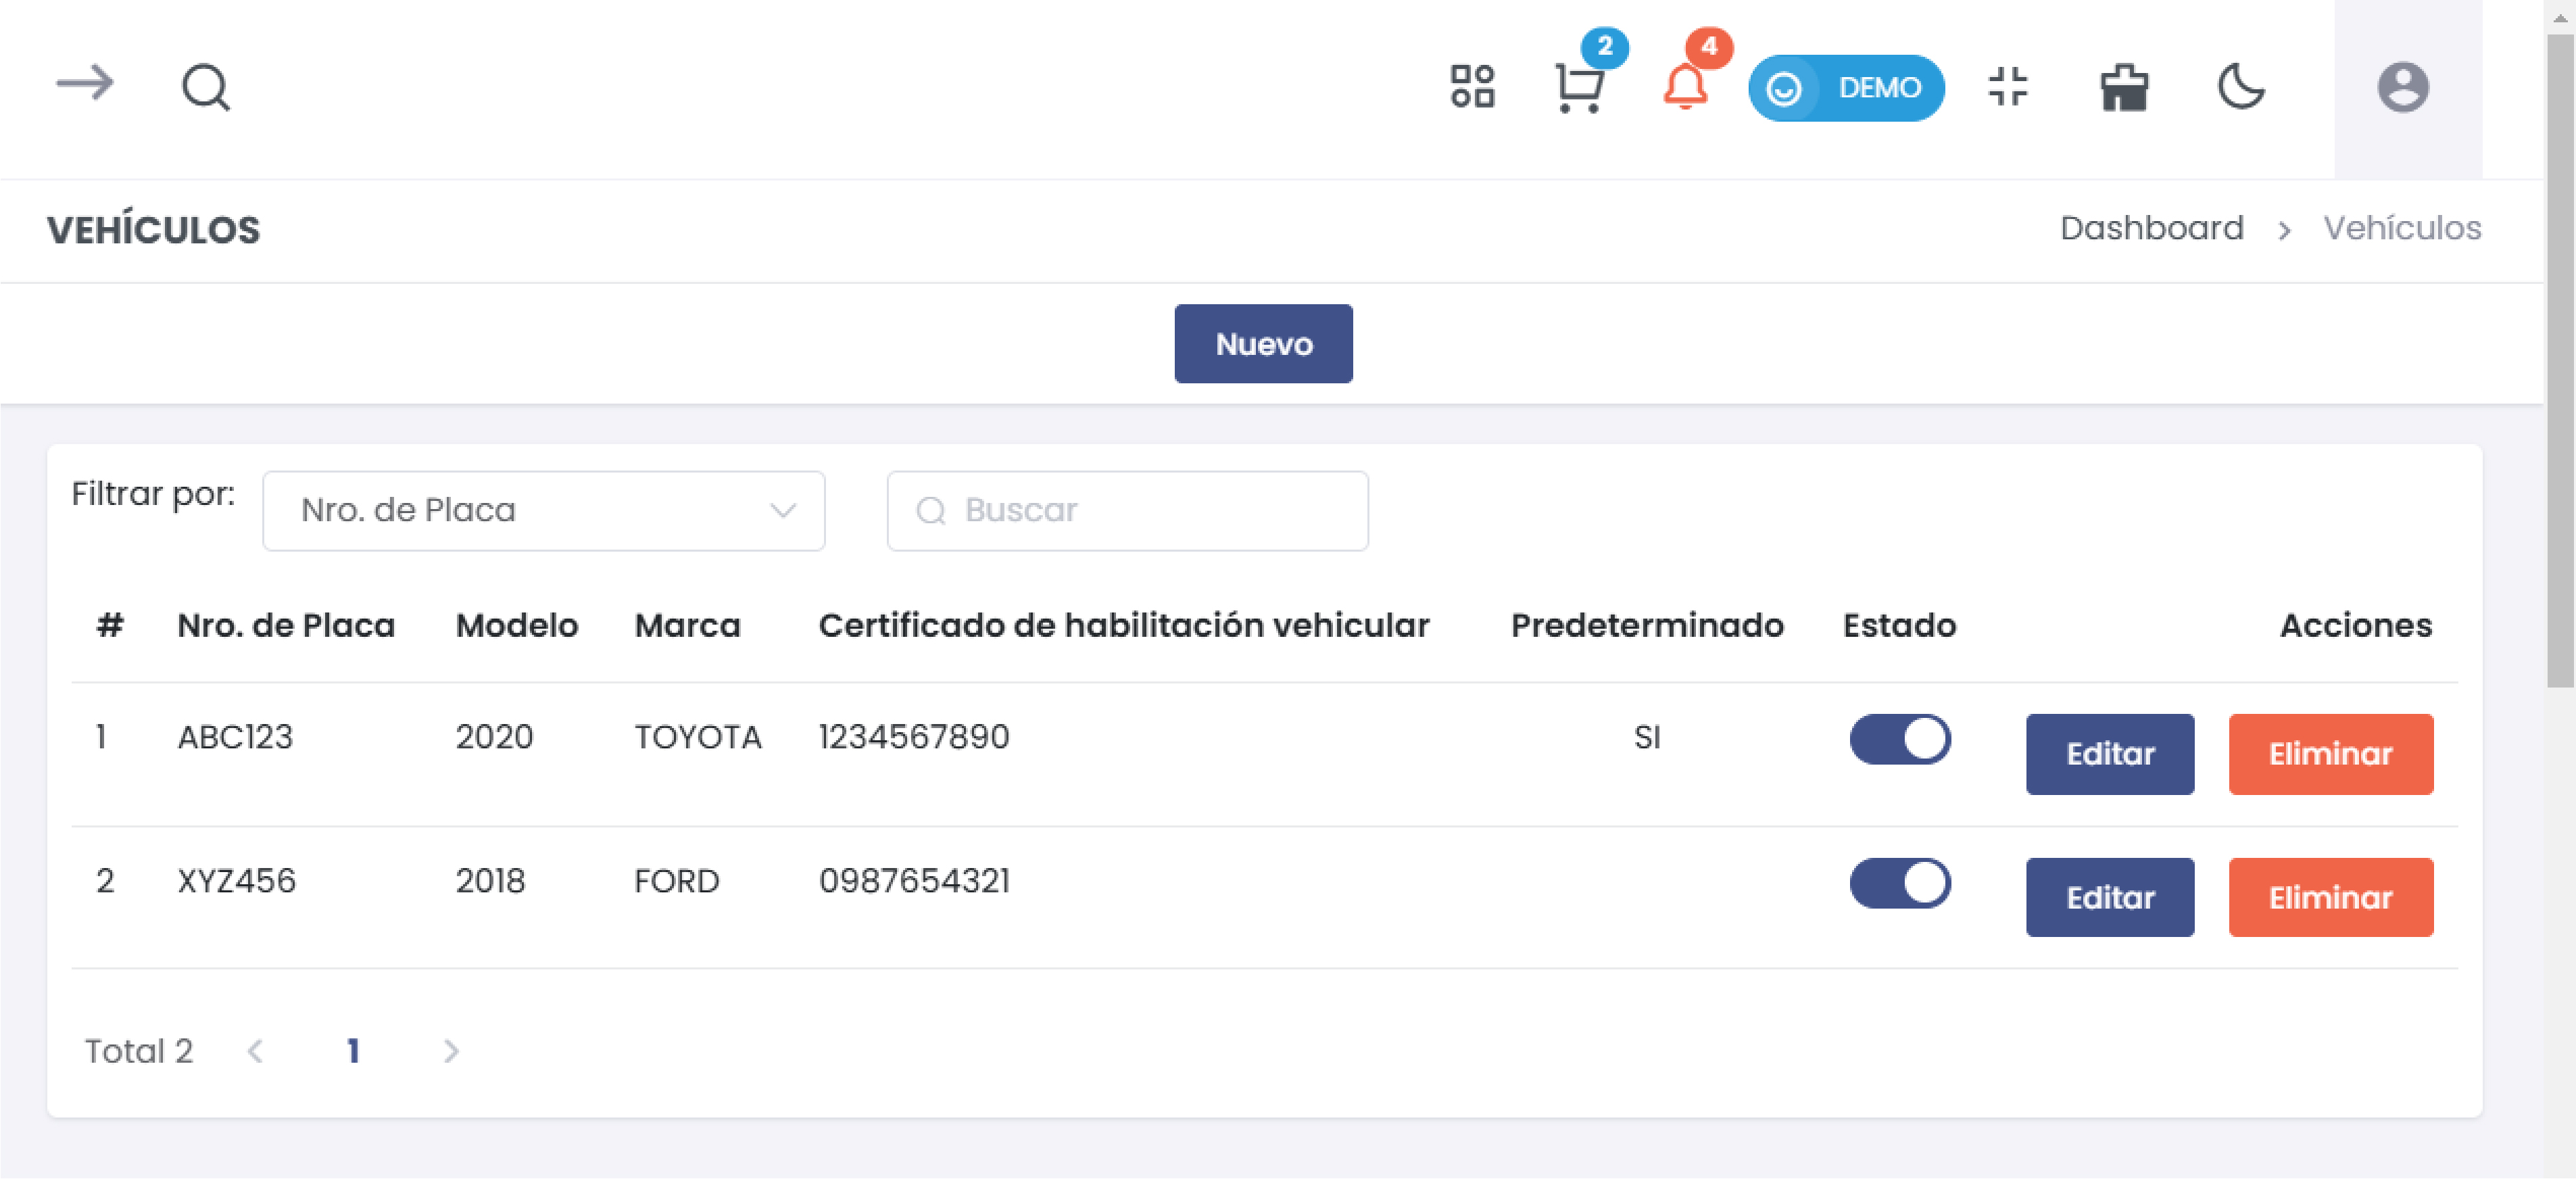 2 4
DEMO
VEHÍCULOS Dashboard > Vehículos
Nuevo
Filtrar por: Nro. de Placa Buscar
# Nro. de Placa Modelo Marca Certificado de habilitación vehicular Predeterminado Estado Acciones
1 ABC123 2020 TOYOTA 1234567890 SI Editar Eliminar
2 XYZ456 2018 FORD 0987654321 Editar Eliminar
Total 2 < 1 >